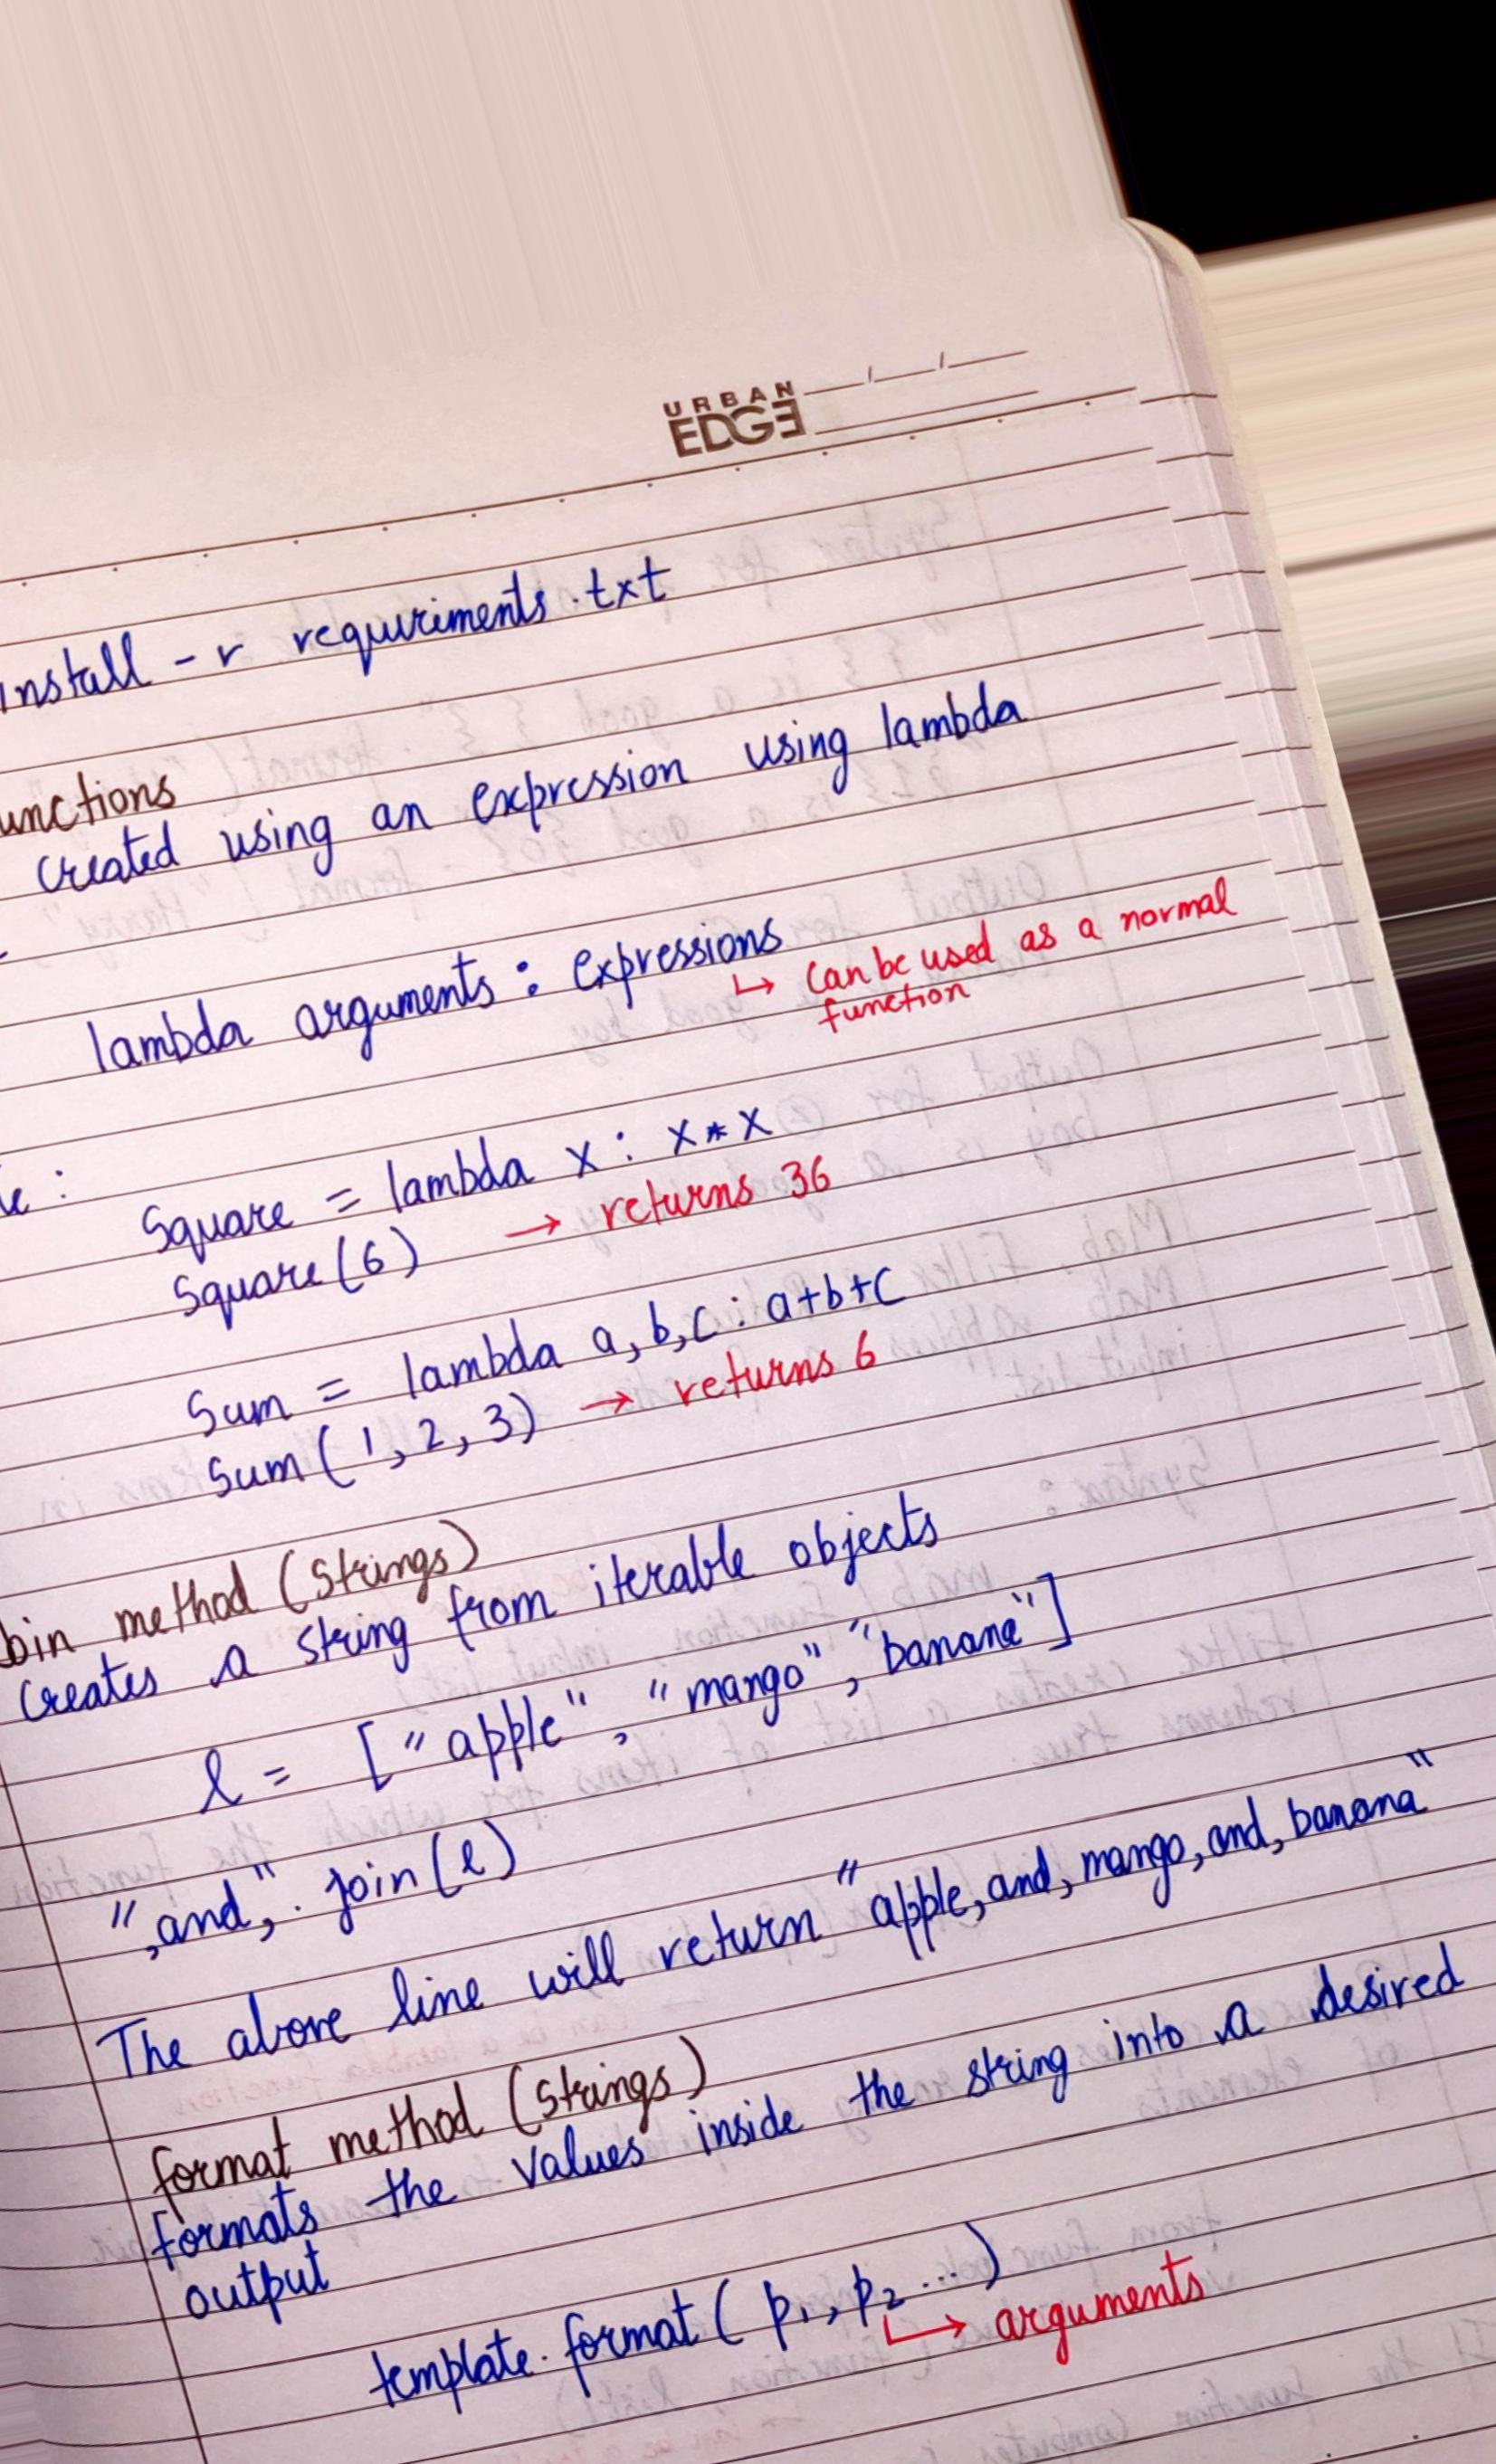 URBAN
EDGE
install -r requriments.txt
unctions
created using an expression using lambda
lambda arguments : expressions
↳ can be used as a normal
function
le :
Square = lambda x : x*x
Square(6) → returns 36
Sum = lambda a, b, c : a+b+c
Sum (1, 2, 3) → returns 6
oin method (Strings)
Creates a string from iterable objects
l = ["apple", "mango", "banana"]
",and,". join(l)
The above line will return "apple,and, mango, and, banana"
format method (Strings)
formats the values inside the string into a desired
output
template. format( p1, p2 ... )
↳ arguments